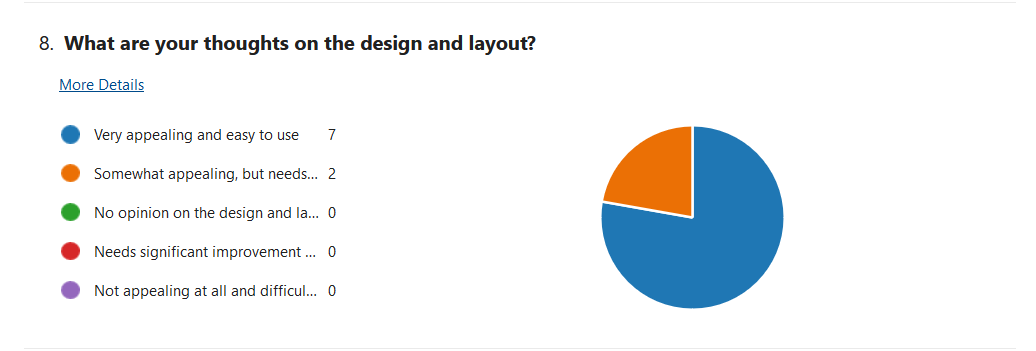 8. What are your thoughts on the design and layout?
More Details
Very appealing and easy to use 7
Somewhat appealing, but needs... 2
No opinion on the design and la... 0
Needs significant improvement ... 0
Not appealing at all and difficul... 0